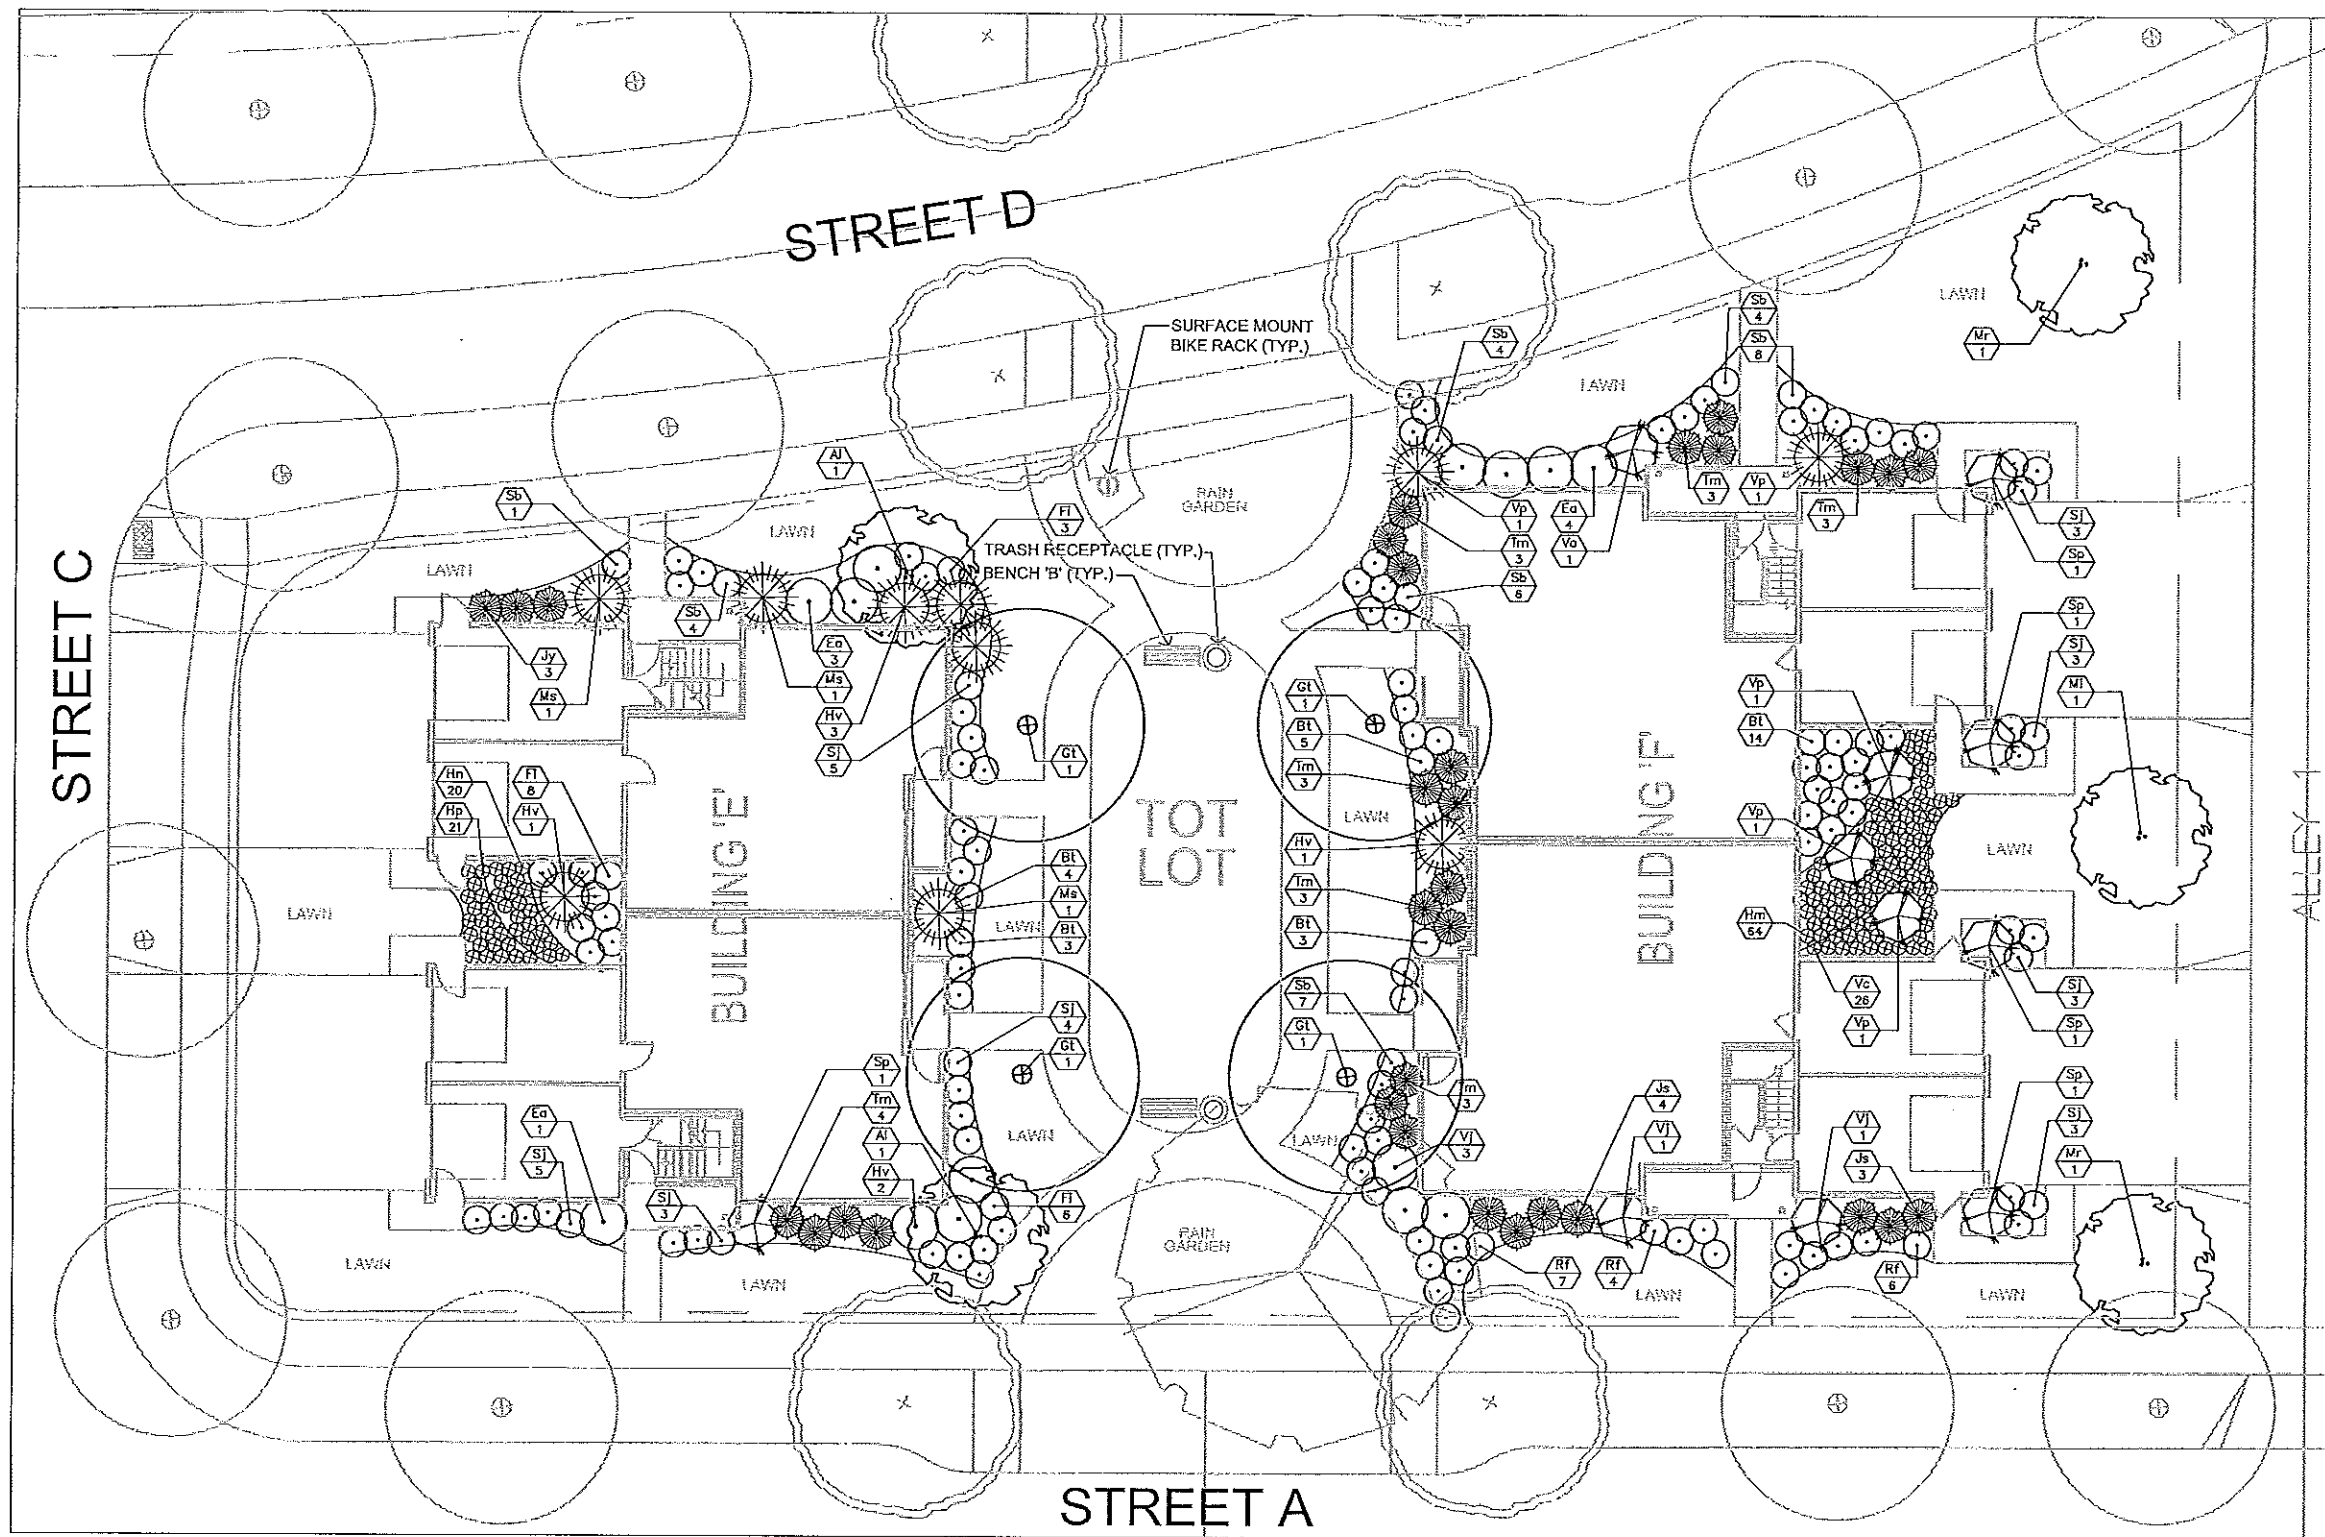 STREET D
SURFACE MOUNT
BIKE RACK (TYP.)
LAWN
Mr
1
Sb
4
Sb
8
Sb
4
LAWN
Al
1
Sb
1
LAWN
Fl
3
RAIN
GARDEN
TRASH RECEPTACLE (TYP.)
BENCH 'B' (TYP.)
Vp
1
Ea
4
Tm
3
Vp
1
Tm
3
Sj
3
Tm
3
Va
1
Sp
1
LAWN
Sb
4
Sb
6
STREET C
Jy
3
Ms
1
Ea
3
Ms
1
Hv
3
Sj
5
Gt
1
Gt
1
Bt
5
Tm
3
Sp
1
Sj
3
Ml
1
Vp
1
Bt
14
Hn
20
Fl
8
Hp
21
Hv
1
BUILDING 'E'
TOT
LOT
LAWN
BUILDING 'F'
Vp
1
LAWN
ALLEY 1
Hv
1
Tm
3
Bt
3
LAWN
Bt
4
Ms
1
Bt
3
LAWN
Hm
64
Vc
26
Vp
1
Sj
3
Sp
1
Sb
7
Gt
1
Sj
4
Gt
1
Sp
1
Tm
4
Al
1
Hv
2
Ea
1
Sj
5
Sj
3
LAWN
LAWN
Tm
3
Vj
3
Js
4
Vj
1
Vj
1
Js
3
Sp
1
Sj
3
Mr
1
Fl
6
RAIN
GARDEN
LAWN
LAWN
Rf
7
Rf
4
LAWN
Rf
6
LAWN
STREET A